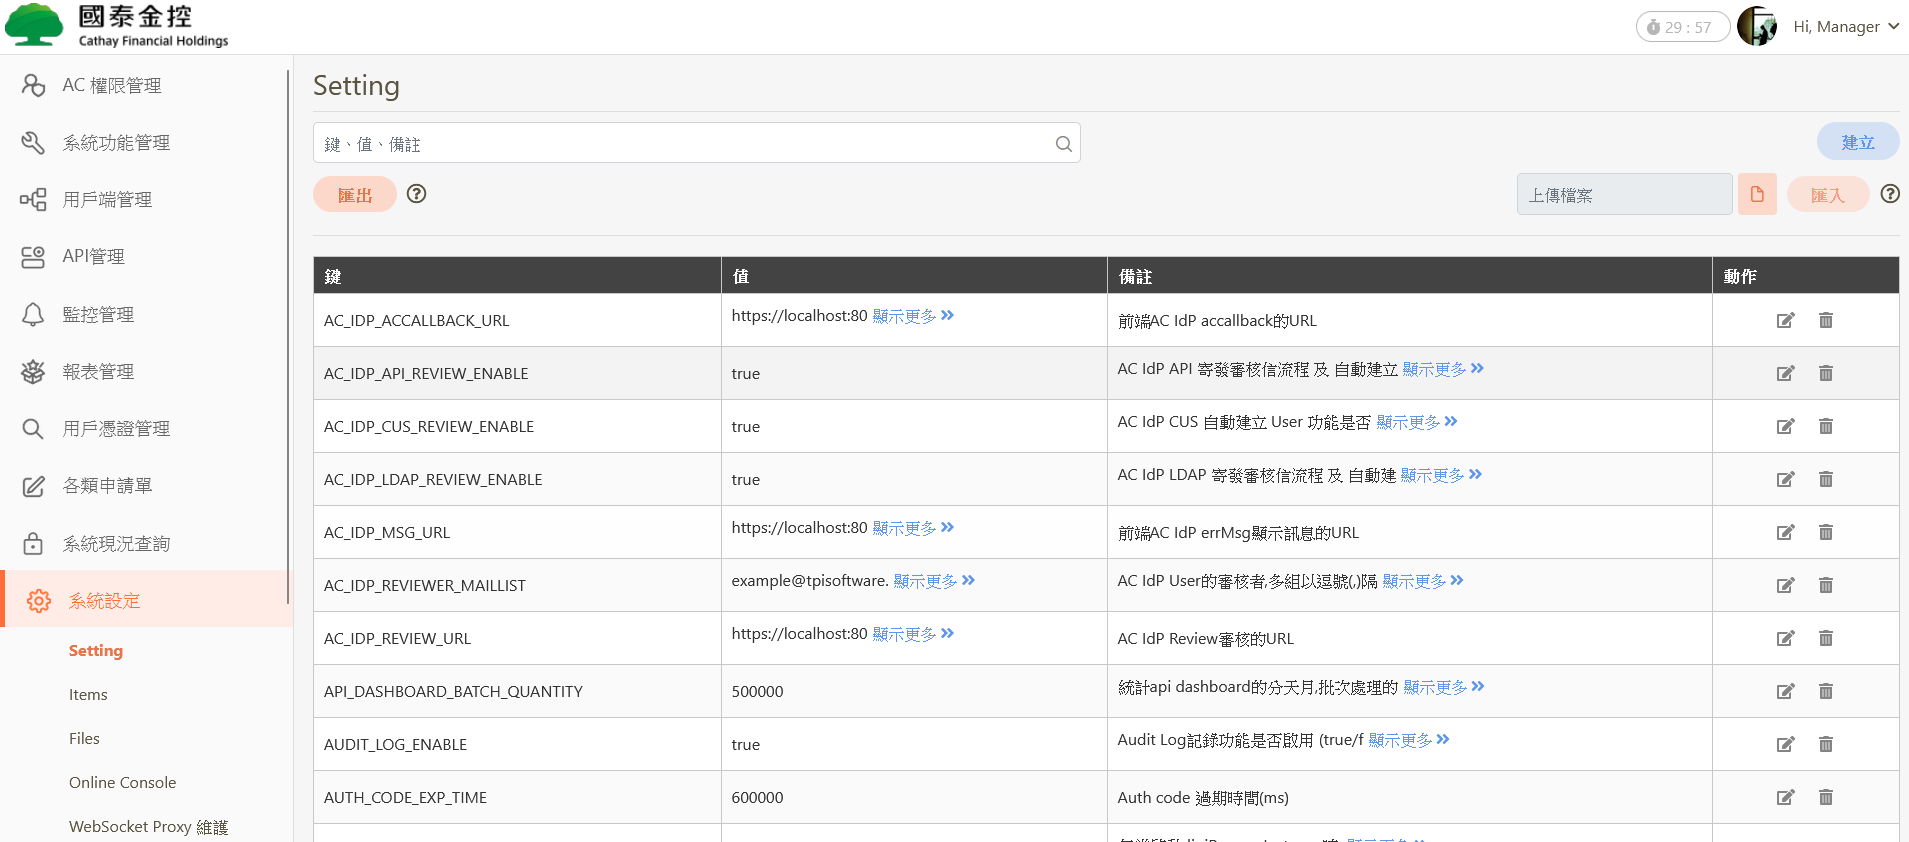 國泰金控
Cathay Financial Holdings
29 : 57
Hi, Manager
AC 權限管理
系統功能管理
用戶端管理
API管理
監控管理
報表管理
用戶憑證管理
各類申請單
系統現況查詢
系統設定
Setting
Items
Files
Online Console
WebSocket Proxy 維護
Setting
鍵、值、備註
建立
匯出
上傳檔案
匯入
鍵 值 備註 動作
AC_IDP_ACCALLBACK_URL https://localhost:80 顯示更多 前端AC IdP accallback的URL
AC_IDP_API_REVIEW_ENABLE true AC IdP API 寄發審核信流程 及 自動建立 顯示更多
AC_IDP_CUS_REVIEW_ENABLE true AC IdP CUS 自動建立 User 功能是否 顯示更多
AC_IDP_LDAP_REVIEW_ENABLE true AC IdP LDAP 寄發審核信流程 及 自動建 顯示更多
AC_IDP_MSG_URL https://localhost:80 顯示更多 前端AC IdP errMsg顯示訊息的URL
AC_IDP_REVIEWER_MAILLIST example@tpisoftware. 顯示更多 AC IdP User的審核者,多組以逗號(,)隔 顯示更多
AC_IDP_REVIEW_URL https://localhost:80 顯示更多 AC IdP Review審核的URL
API_DASHBOARD_BATCH_QUANTITY 500000 統計api dashboard的分天月,批次處理的 顯示更多
AUDIT_LOG_ENABLE true Audit Log記錄功能是否啟用 (true/f 顯示更多
AUTH_CODE_EXP_TIME 600000 Auth code 過期時間(ms)